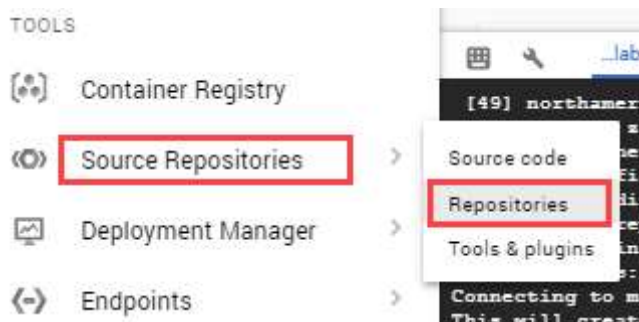 TOOLS
Container Registry
Source Repositories
Deployment Manager
Endpoints
...lab
[49] northamer
Source code
Repositories
Tools & plugins
Connecting to m
This will creat